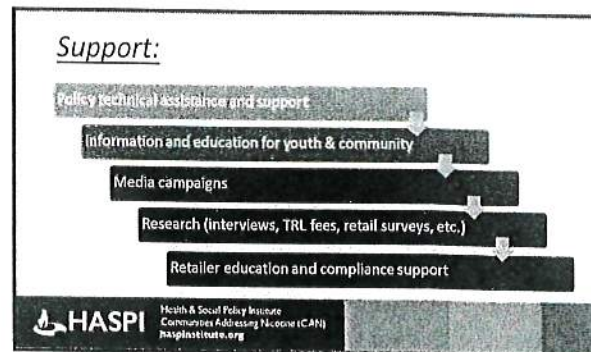 Support:
Policy technical assistance and support
Information and education for youth & community
Media campaigns
Research (interviews, TRL fees, retail surveys, etc.)
Retailer education and compliance support
HASPI
Health & Social Policy Institute
Communities Addressing Nicotine (CAN)
haspinstitute.org